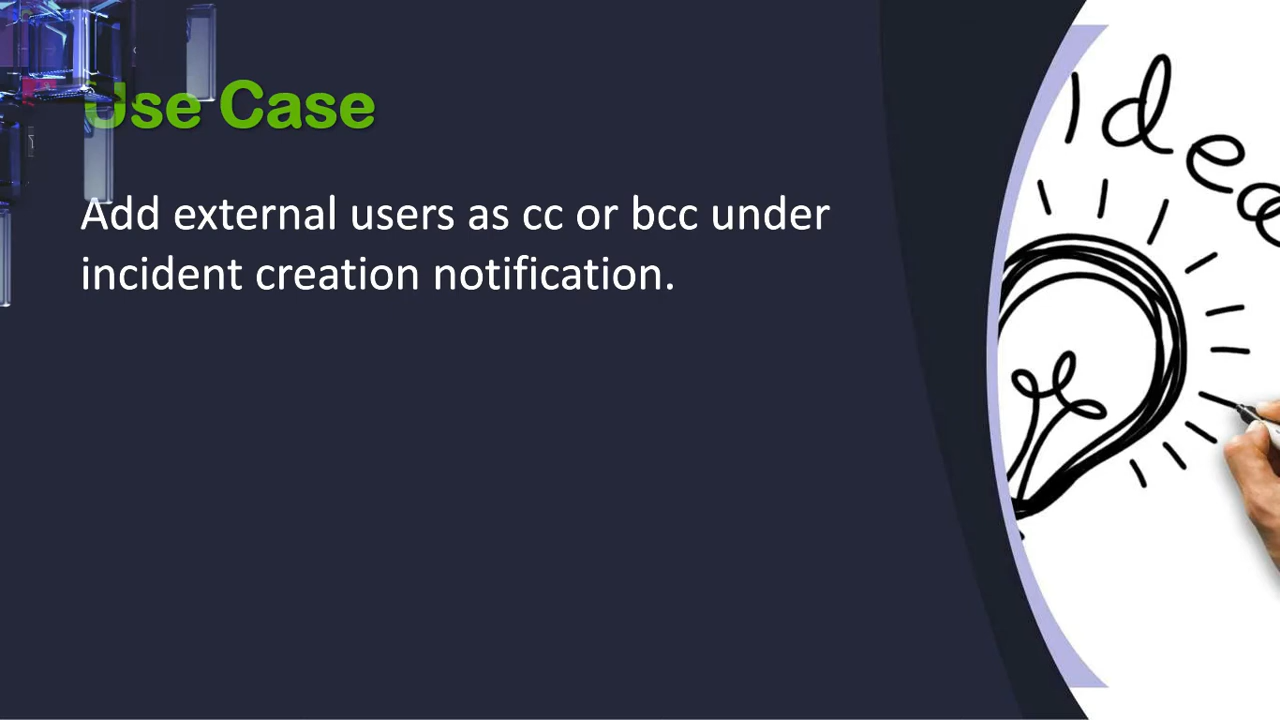 Use Case
Add external users as cc or bcc under
incident creation notification.
idea